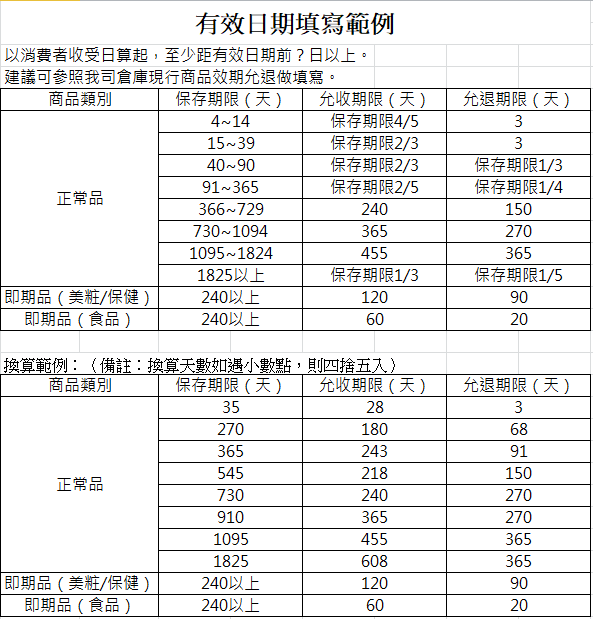 有效日期填寫範例
以消費者收受日算起，至少距有效日期前？日以上。
建議可參照我司倉庫現行商品效期允退做填寫。
商品類別 保存期限（天） 允收期限（天） 允退期限（天）
正常品
4~14 保存期限4/5 3
15~39 保存期限2/3 3
40~90 保存期限2/3 保存期限1/3
91~365 保存期限2/5 保存期限1/4
366~729 240 150
730~1094 365 270
1095~1824 455 365
1825以上 保存期限1/3 保存期限1/5
即期品（美粧/保健） 240以上 120 90
即期品（食品） 240以上 60 20
換算範例：（備註：換算天數如遇小數點，則四捨五入）
商品類別 保存期限（天） 允收期限（天） 允退期限（天）
正常品
35 28 3
270 180 68
365 243 91
545 218 150
730 240 270
910 365 270
1095 455 365
1825 608 365
即期品（美粧/保健） 240以上 120 90
即期品（食品） 240以上 60 20